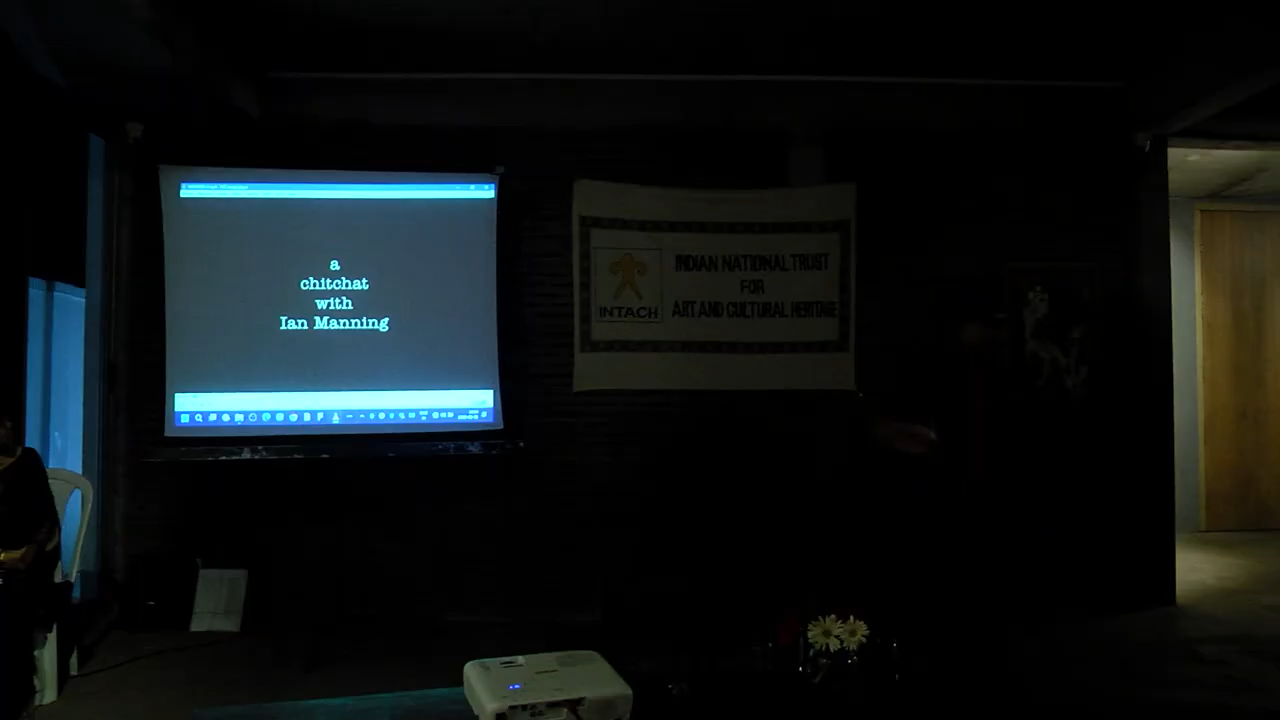 a
chitchat
with
Ian Manning
INTACH
INDIAN NATIONAL TRUST
FOR
ART AND CULTURAL HERITAGE